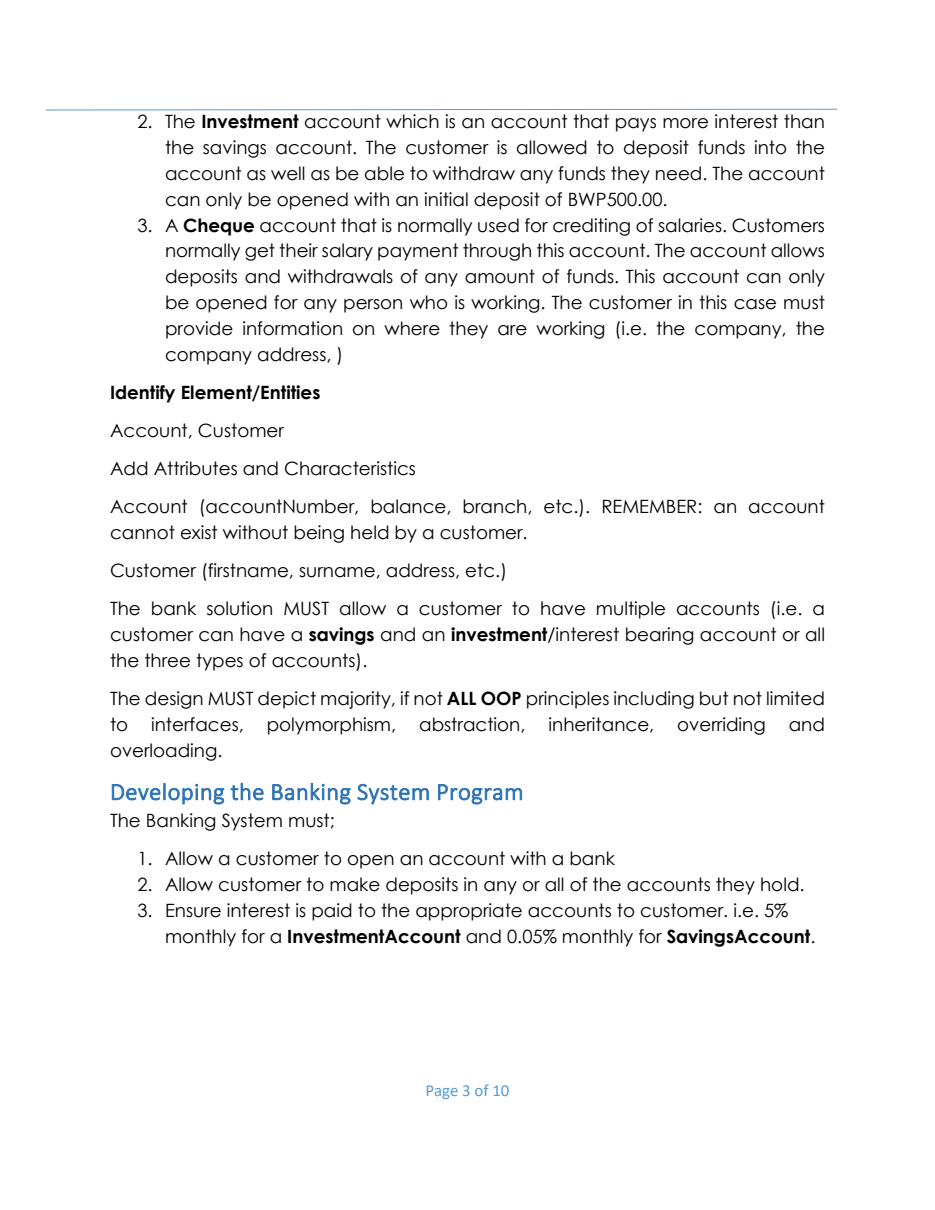 2. The Investment account which is an account that pays more interest than
the savings account. The customer is allowed to deposit funds into the
account as well as be able to withdraw any funds they need. The account
can only be opened with an initial deposit of BWP500.00.
3. A Cheque account that is normally used for crediting of salaries. Customers
normally get their salary payment through this account. The account allows
deposits and withdrawals of any amount of funds. This account can only
be opened for any person who is working. The customer in this case must
provide information on where they are working (i.e. the company, the
company address, )
Identify Element/Entities
Account, Customer
Add Attributes and Characteristics
Account (accountNumber, balance, branch, etc.). REMEMBER: an account
cannot exist without being held by a customer.
Customer (firstname, surname, address, etc.)
The bank solution MUST allow a customer to have multiple accounts (i.e. a
customer can have a savings and an investment/interest bearing account or all
the three types of accounts).
The design MUST depict majority, if not ALL OOP principles including but not limited
to interfaces, polymorphism, abstraction, inheritance, overriding and
overloading.
Developing the Banking System Program
The Banking System must;
1. Allow a customer to open an account with a bank
2. Allow customer to make deposits in any or all of the accounts they hold.
3. Ensure interest is paid to the appropriate accounts to customer. i.e. 5%
monthly for a InvestmentAccount and 0.05% monthly for SavingsAccount.
Page 3 of 10